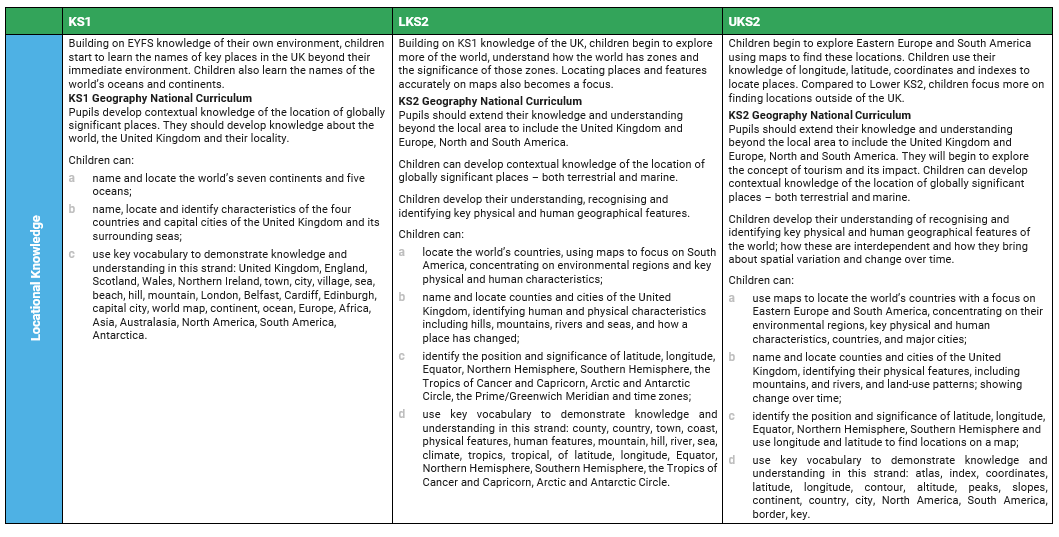 KS1
LKS2
UKS2
Locational Knowledge
Building on EYFS knowledge of their own environment, children
start to learn the names of key places in the UK beyond their
immediate environment. Children also learn the names of the
world's oceans and continents.
KS1 Geography National Curriculum
Pupils develop contextual knowledge of the location of globally
significant places. They should develop knowledge about the
world, the United Kingdom and their locality.
Children can:
a name and locate the world's seven continents and five
oceans;
b name, locate and identify characteristics of the four
countries and capital cities of the United Kingdom and its
surrounding seas;
c use key vocabulary to demonstrate knowledge and
understanding in this strand: United Kingdom, England,
Scotland, Wales, Northern Ireland, town, city, village, sea,
beach, hill, mountain, London, Belfast, Cardiff, Edinburgh,
capital city, world map, continent, ocean, Europe, Africa,
Asia, Australasia, North America, South America,
Antarctica.
Building on KS1 knowledge of the UK, children begin to explore
more of the world, understand how the world has zones and
the significance of those zones. Locating places and features
accurately on maps also becomes a focus.
KS2 Geography National Curriculum
Pupils should extend their knowledge and understanding
beyond the local area to include the United Kingdom and
Europe, North and South America.
Children can develop contextual knowledge of the location of
globally significant places – both terrestrial and marine.
Children develop their understanding, recognising and
identifying key physical and human geographical features.
Children can:
a locate the world's countries, using maps to focus on South
America, concentrating on environmental regions and key
physical and human characteristics;
b name and locate counties and cities of the United
Kingdom, identifying human and physical characteristics
including hills, mountains, rivers and seas, and how a
place has changed;
c identify the position and significance of latitude, longitude,
Equator, Northern Hemisphere, Southern Hemisphere, the
Tropics of Cancer and Capricorn, Arctic and Antarctic
Circle, the Prime/Greenwich Meridian and time zones;
d use key vocabulary to demonstrate knowledge and
understanding in this strand: county, country, town, coast,
physical features, human features, mountain, hill, river, sea,
climate, tropics, tropical, of latitude, longitude, Equator,
Northern Hemisphere, Southern Hemisphere, the Tropics of
Cancer and Capricorn, Arctic and Antarctic Circle.
Children begin to explore Eastern Europe and South America
using maps to find these locations. Children use their
knowledge of longitude, latitude, coordinates and indexes to
locate places. Compared to Lower KS2, children focus more on
finding locations outside of the UK.
KS2 Geography National Curriculum
Pupils should extend their knowledge and understanding
beyond the local area to include the United Kingdom and
Europe, North and South America. They will begin to explore
the concept of tourism and its impact. Children can develop
contextual knowledge of the location of globally significant
places – both terrestrial and marine.
Children develop their understanding of recognising and
identifying key physical and human geographical features of
the world; how these are interdependent and how they bring
about spatial variation and change over time.
Children can:
a use maps to locate the world's countries with a focus on
Eastern Europe and South America, concentrating on their
environmental regions, key physical and human
characteristics, countries, and major cities;
b name and locate counties and cities of the United
Kingdom, identifying their physical features, including
mountains, and rivers, and land-use patterns; showing
change over time;
c identify the position and significance of latitude, longitude,
Equator, Northern Hemisphere, Southern Hemisphere and
use longitude and latitude to find locations on a map;
d use key vocabulary to demonstrate knowledge and
understanding in this strand: atlas, index, coordinates,
latitude, longitude, contour, altitude, peaks, slopes,
continent, country, city, North America, South America,
border, key.